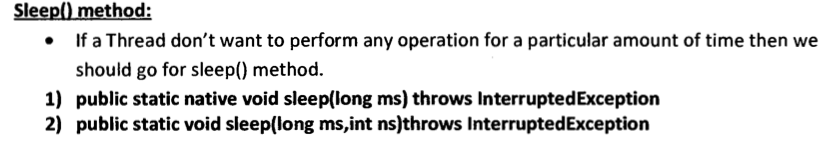 Sleep() method:
• If a Thread don't want to perform any operation for a particular amount of time then we
should go for sleep() method.
1) public static native void sleep(long ms) throws InterruptedException
2) public static void sleep(long ms,int ns)throws InterruptedException